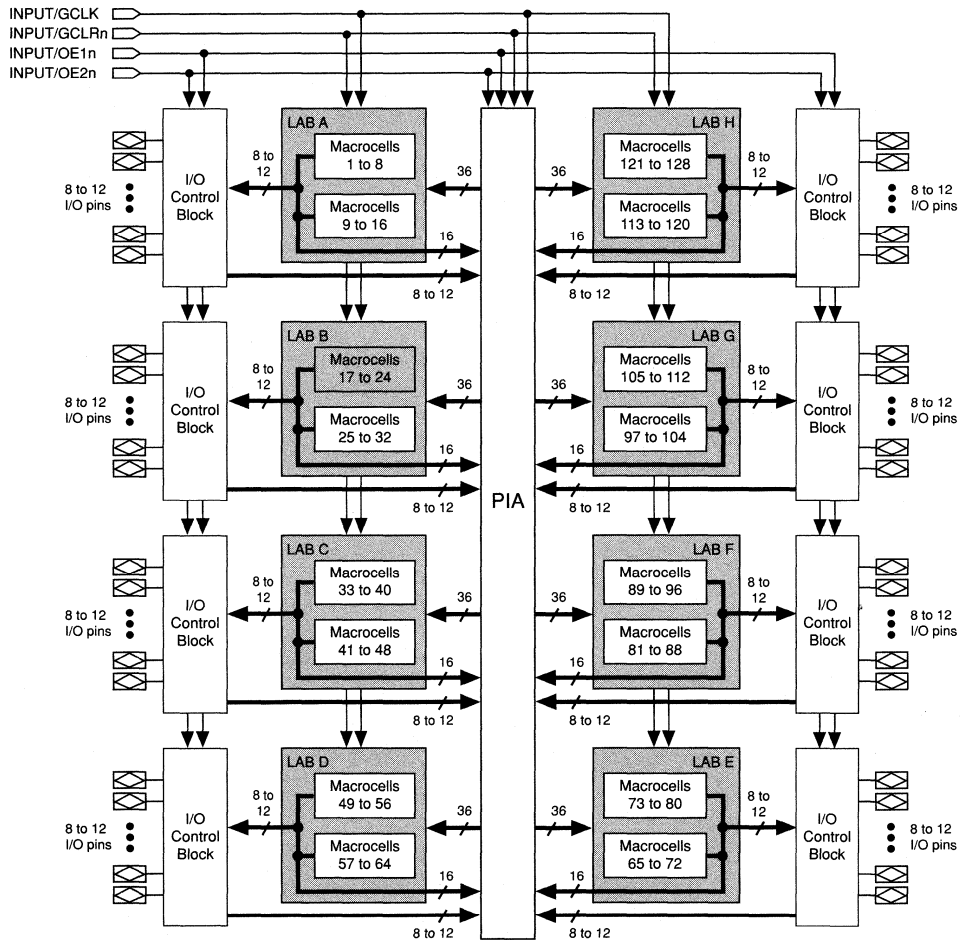 INPUT/GCLK
INPUT/GCLRn
INPUT/OE1n
INPUT/OE2n
LAB A
Macrocells
1 to 8
Macrocells
9 to 16
8 to
12
I/O
Control
Block
8 to 12
I/O pins
36
16
8 to 12
36
LAB H
Macrocells
121 to 128
Macrocells
113 to 120
8 to
12
I/O
Control
Block
8 to 12
I/O pins
16
8 to 12
LAB B
Macrocells
17 to 24
Macrocells
25 to 32
8 to
12
I/O
Control
Block
8 to 12
I/O pins
36
16
8 to 12
PIA
36
LAB G
Macrocells
105 to 112
Macrocells
97 to 104
8 to
12
I/O
Control
Block
8 to 12
I/O pins
16
8 to 12
LAB C
Macrocells
33 to 40
Macrocells
41 to 48
8 to
12
I/O
Control
Block
8 to 12
I/O pins
36
16
8 to 12
36
LAB F
Macrocells
89 to 96
Macrocells
81 to 88
8 to
12
I/O
Control
Block
8 to 12
I/O pins
16
8 to 12
LAB D
Macrocells
49 to 56
Macrocells
57 to 64
8 to
12
I/O
Control
Block
8 to 12
I/O pins
36
16
8 to 12
36
LAB E
Macrocells
73 to 80
Macrocells
65 to 72
8 to
12
I/O
Control
Block
8 to 12
I/O pins
16
8 to 12